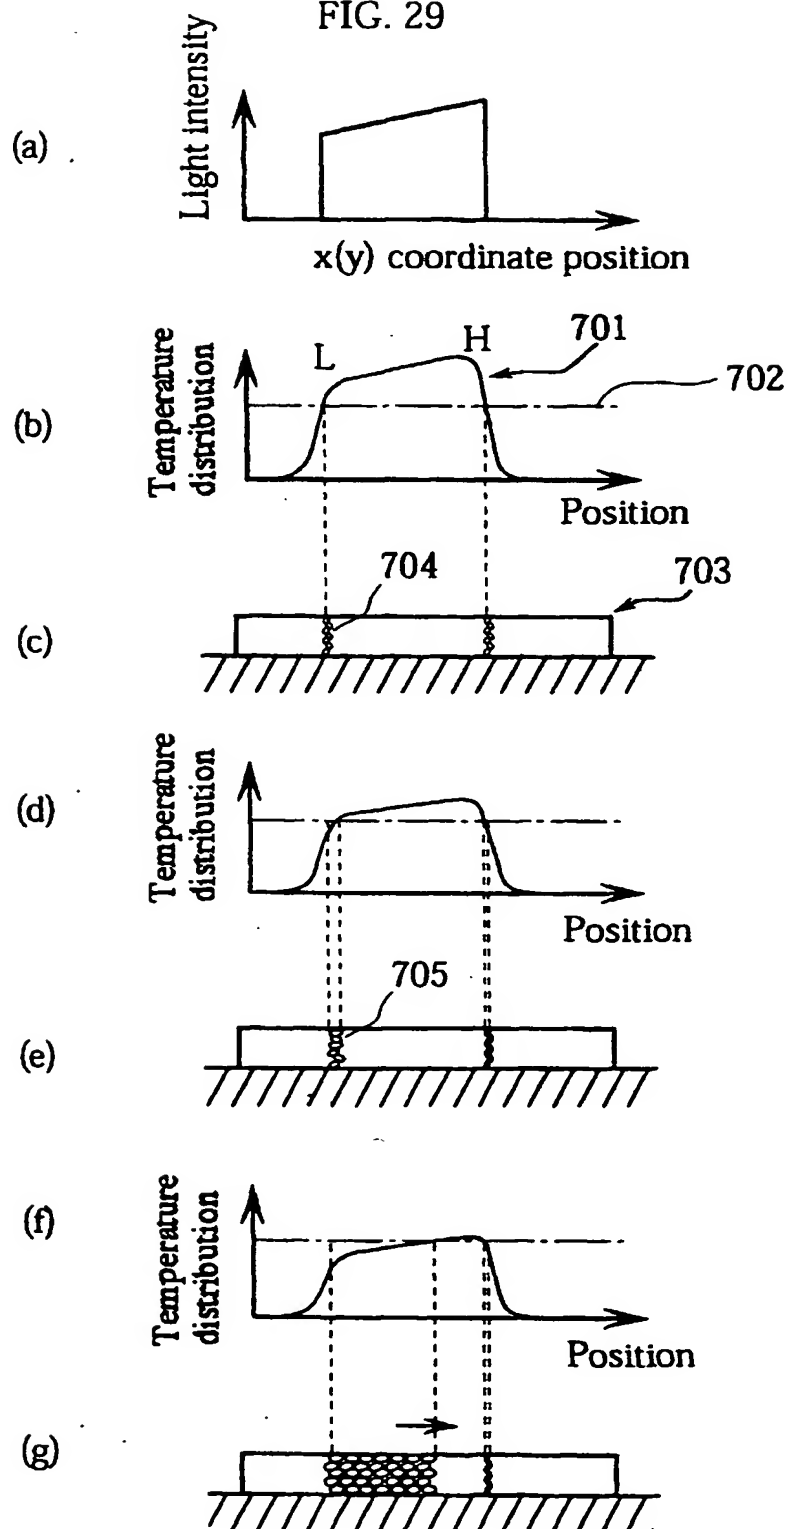 FIG. 29
(a)
Light intensity
x(y) coordinate position
(b)
Temperature
distribution
L
H
701
702
Position
(c)
704
703
(d)
Temperature
distribution
Position
(e)
705
(f)
Temperature
distribution
Position
(g)